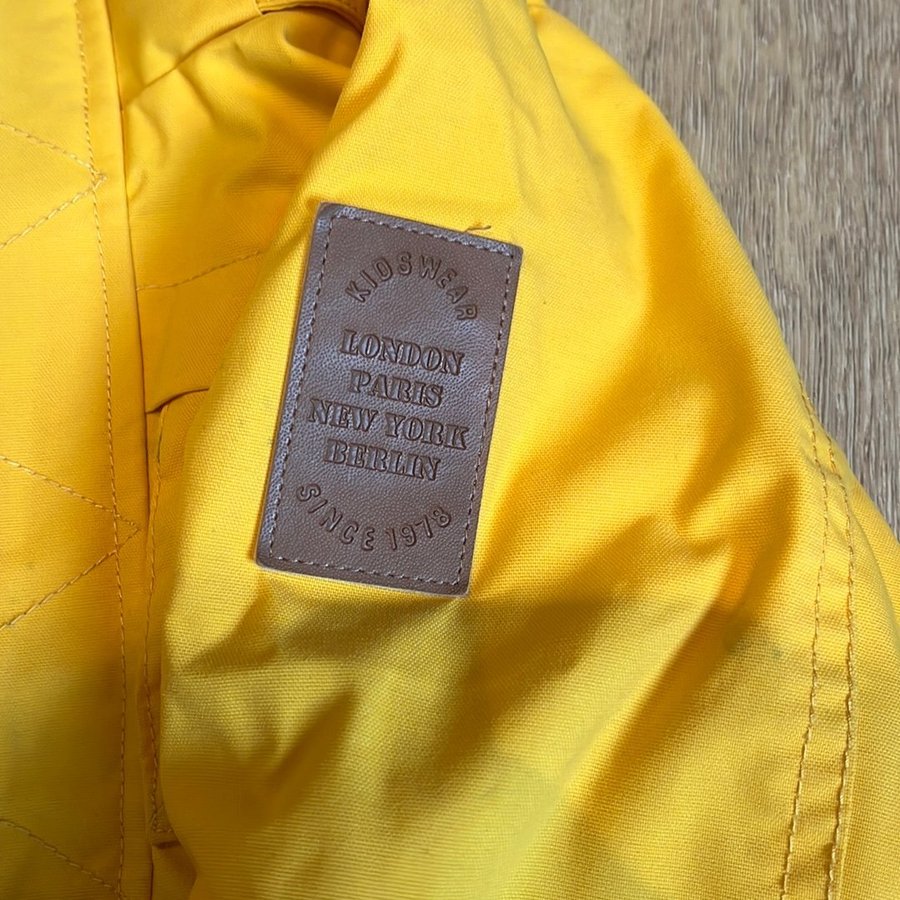 KIDSWEAR
LONDON
PARIS
NEW YORK
BERLIN
SINCE 1978